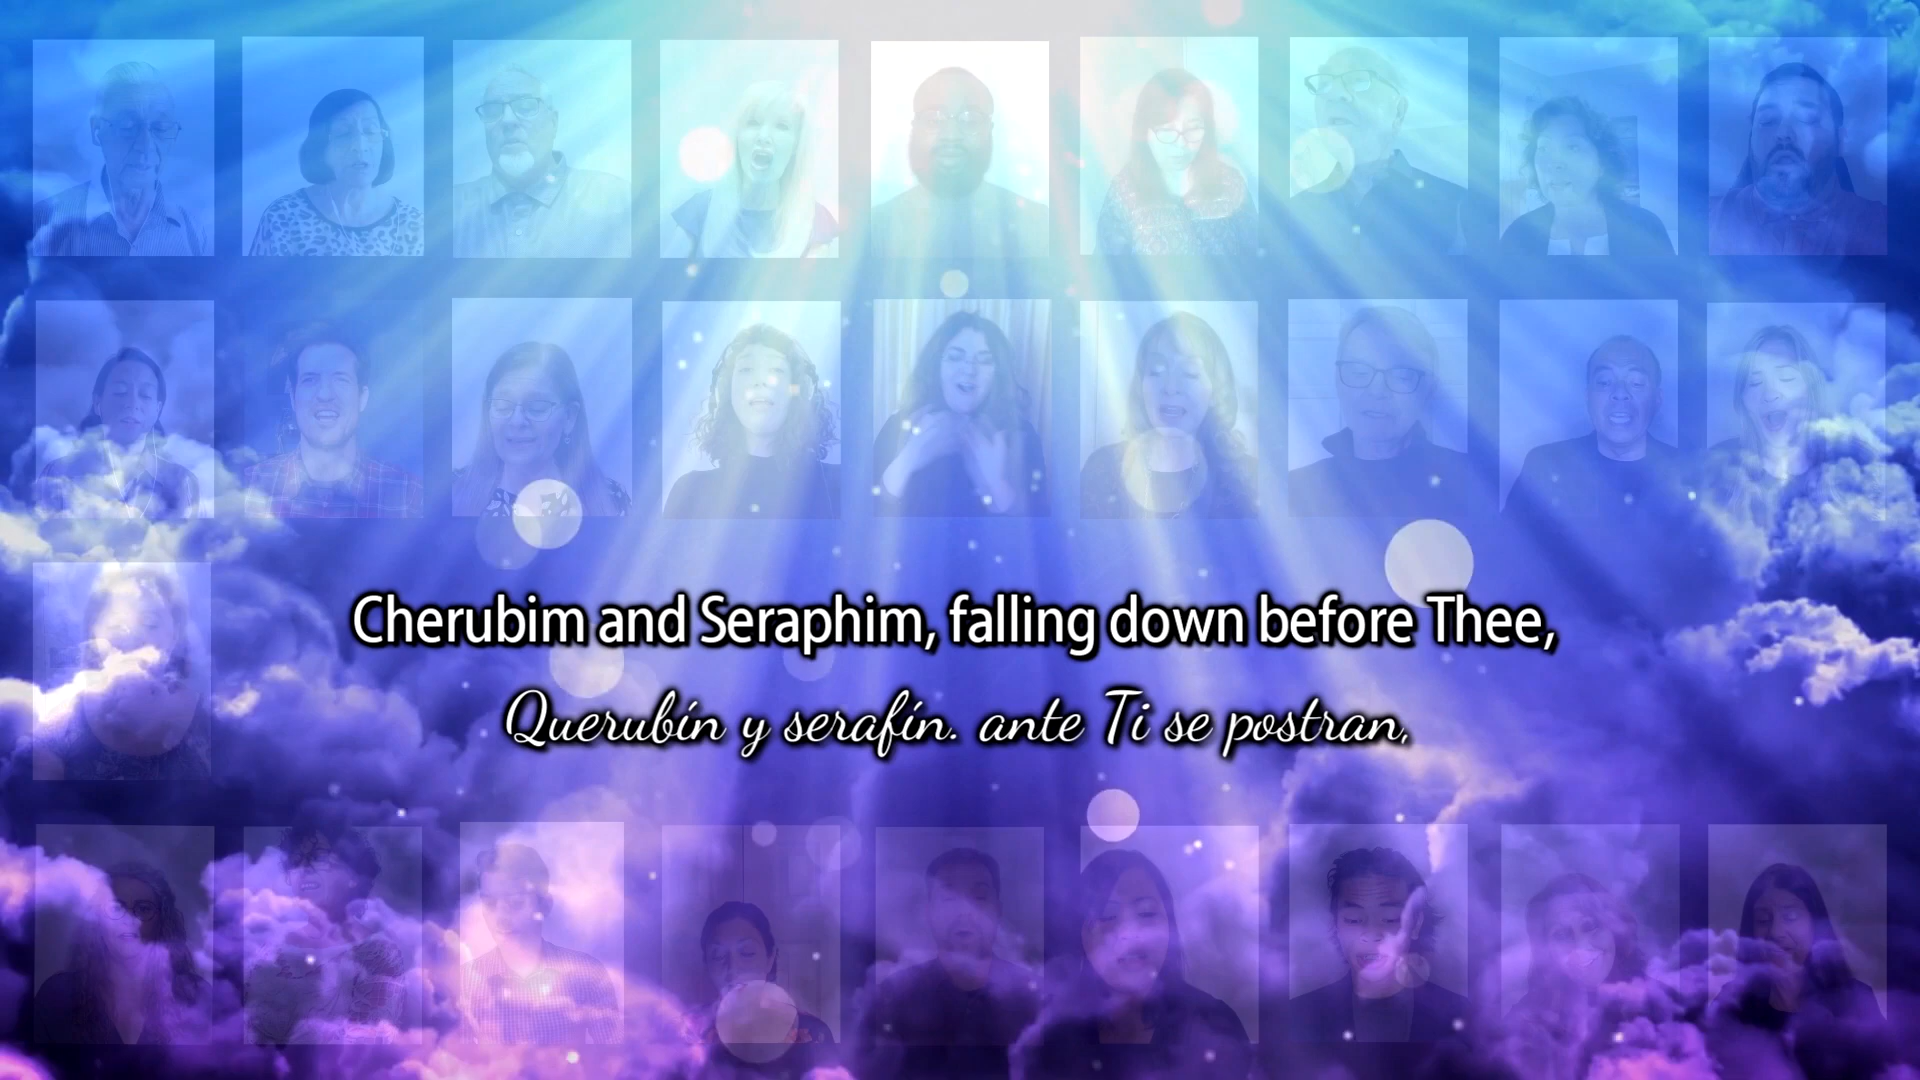 Cherubim and Seraphim, falling down before Thee,
Querubín y serafín. ante Ti se postran,